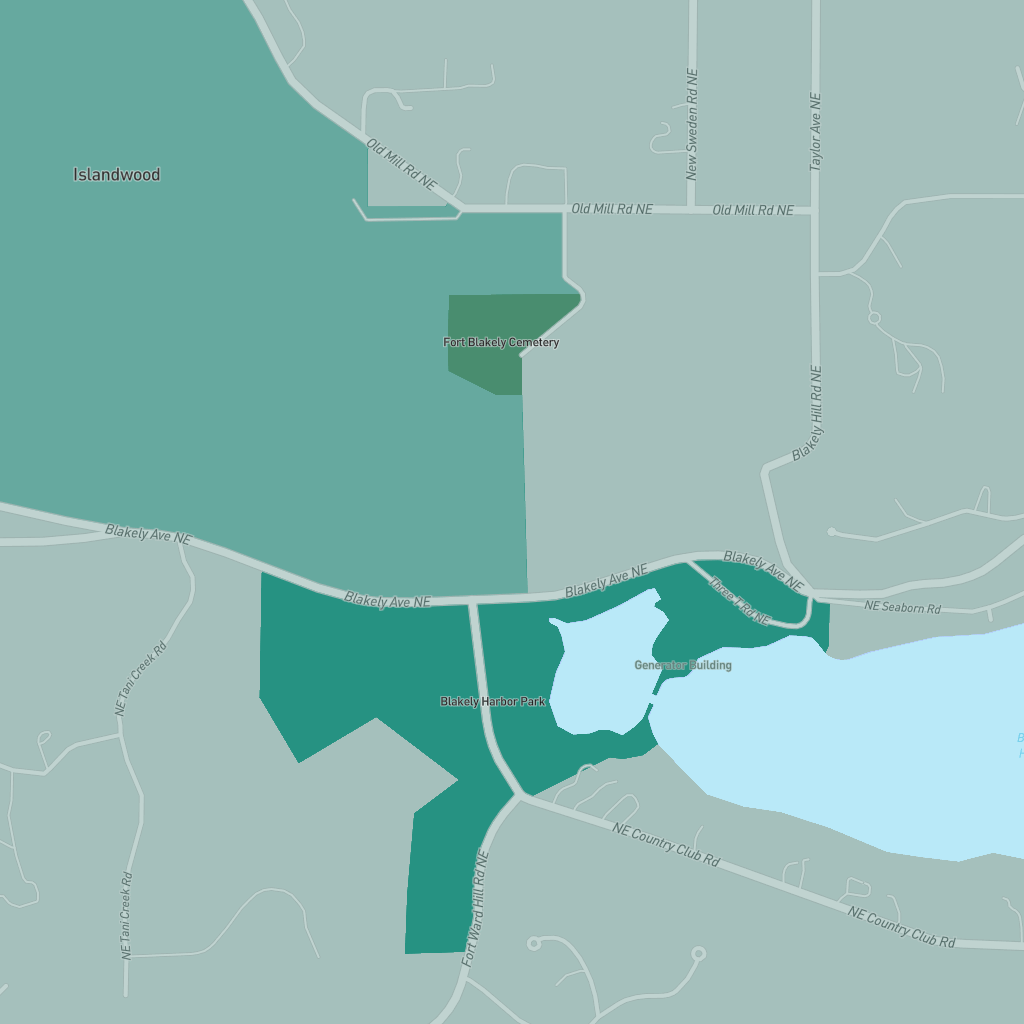 New Sweden Rd NE
Taylor Ave NE
Old Mill Rd NE
Islandwood
Old Mill Rd NE
Old Mill Rd NE
Fort Blakely Cemetery
Blakely Hill Rd NE
Blakely Ave NE
Blakely Ave NE
Blakely Ave NE
Blakely Ave NE
Three T Rd NE
NE Seaborn Rd
Generator Building
NE Tani Creek Rd
Blakely Harbor Park
NE Country Club Rd
NE Tani Creek Rd
Fort Ward Hill Rd NE
NE Country Club Rd